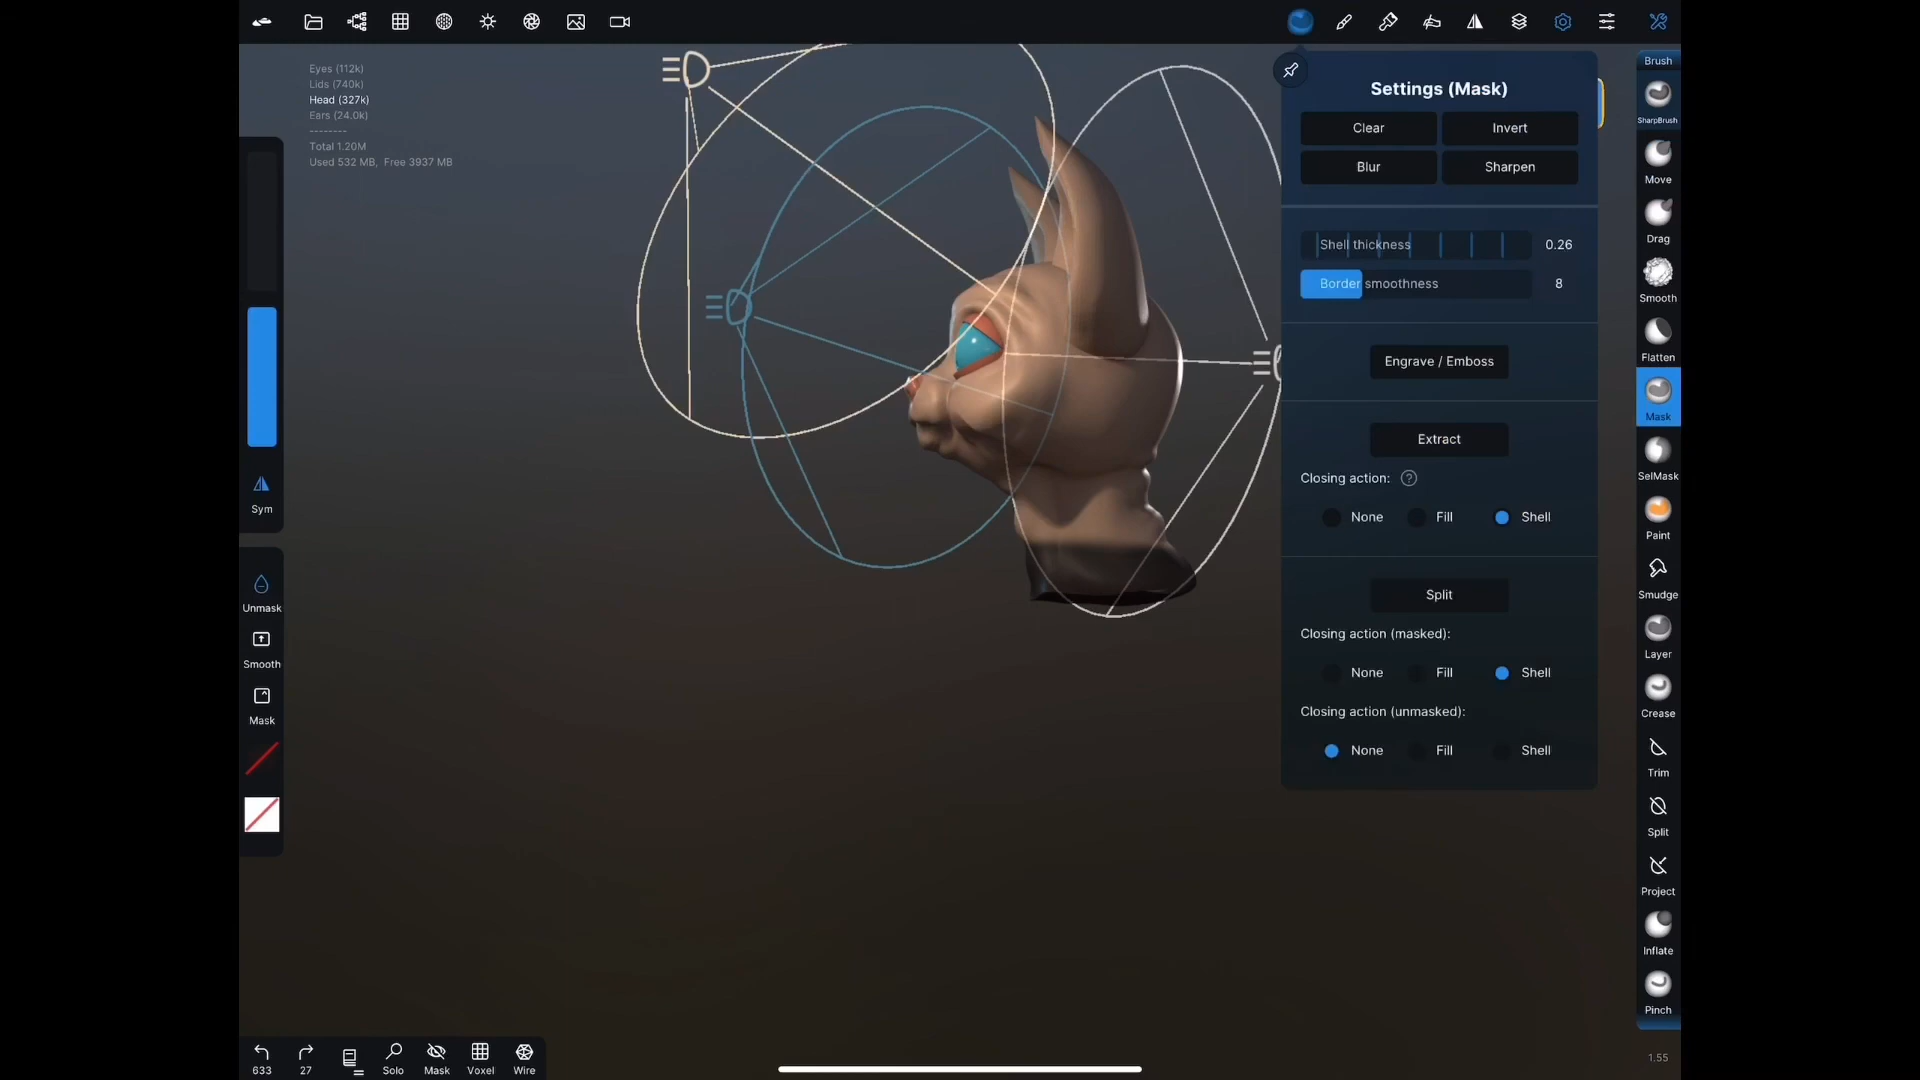 Eyes (112k)
Lids (740k)
Head (327k)
Ears (24.0k)
--------
Total 1.20M
Used 532 MB, Free 3937 MB
Sym
Unmask
Smooth
Mask
633
27
Solo
Mask
Voxel
Wire
Settings (Mask)
Clear
Invert
Blur
Sharpen
Shell thickness
0.26
Border smoothness
8
Engrave / Emboss
Extract
Closing action: ?
None Fill Shell
Split
Closing action (masked):
None Fill Shell
Closing action (unmasked):
None Fill Shell
Brush
SharpBrush
Move
Drag
Smooth
Flatten
Mask
SelMask
Paint
Smudge
Layer
Crease
Trim
Split
Project
Inflate
Pinch
1.55